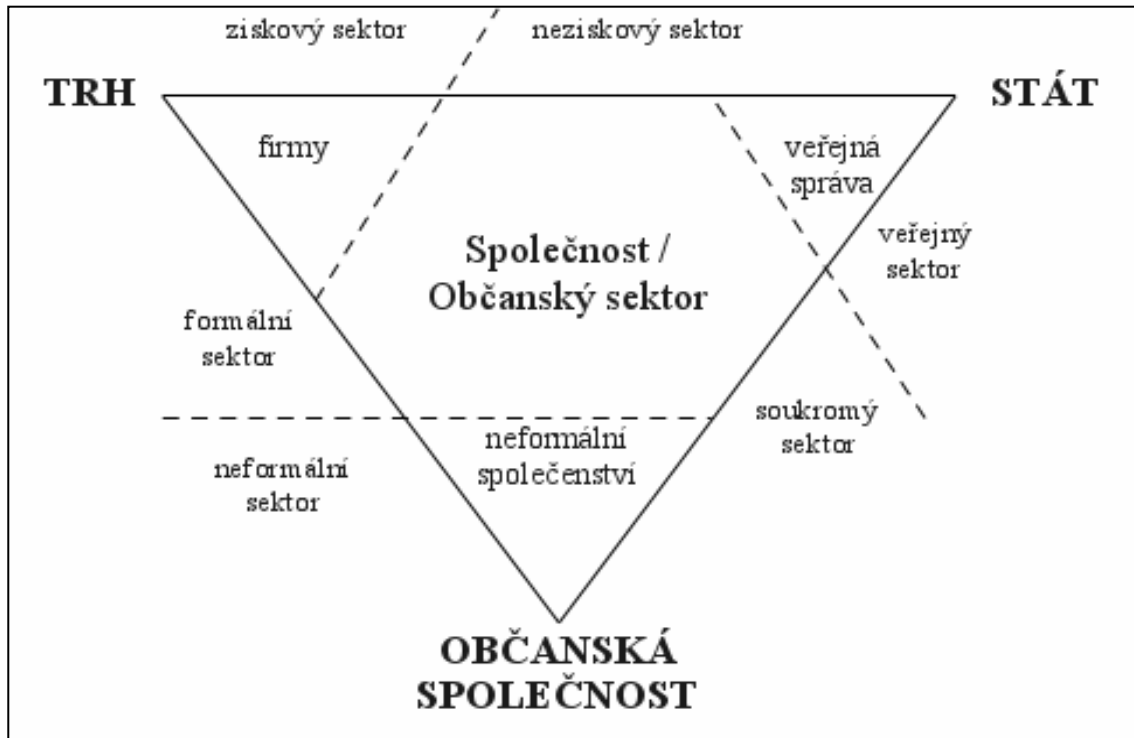 ziskový sektor
neziskový sektor
TRH
STÁT
firmy
veřejná
správa
veřejný
sektor
Společnost /
Občanský sektor
formální
sektor
soukromý
sektor
neformální
společenství
neformální
sektor
OBČANSKÁ
SPOLEČNOST